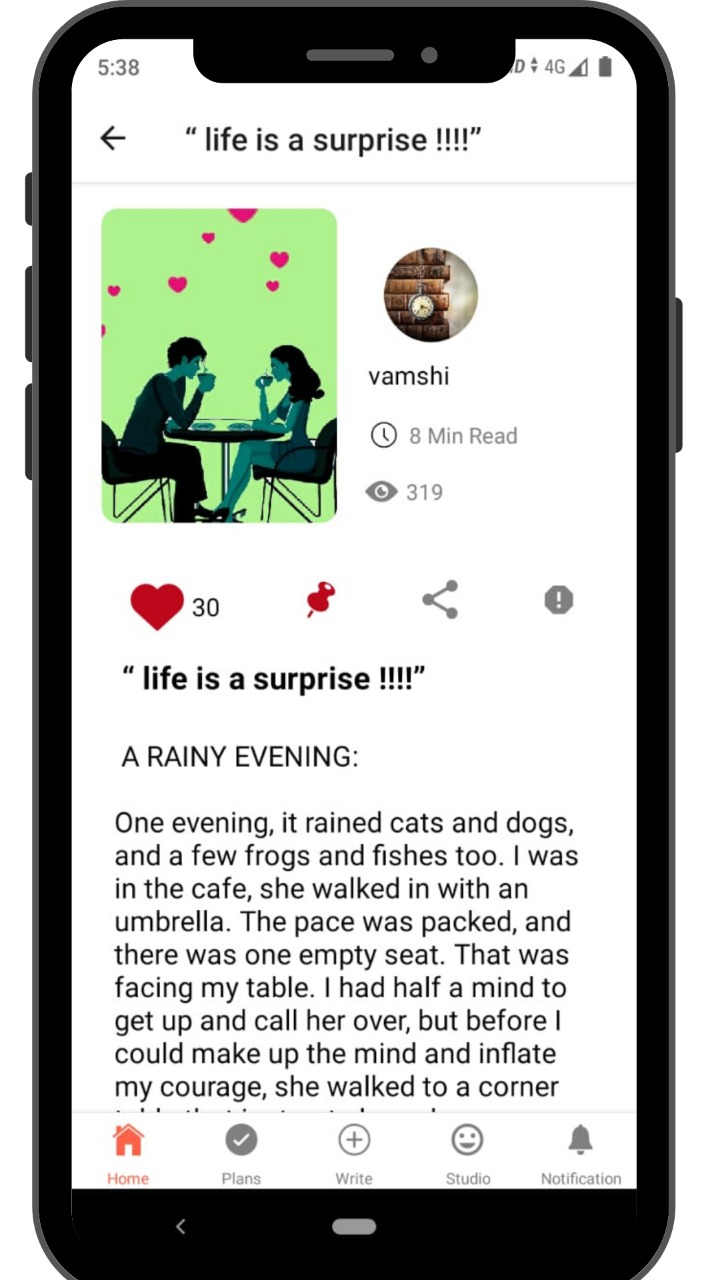 5:38
4G
“ life is a surprise !!!!”
vamshi
8 Min Read
319
30
“ life is a surprise !!!!”
A RAINY EVENING:
One evening, it rained cats and dogs,
and a few frogs and fishes too. I was
in the cafe, she walked in with an
umbrella. The pace was packed, and
there was one empty seat. That was
facing my table. I had half a mind to
get up and call her over, but before I
could make up the mind and inflate
my courage, she walked to a corner
Home
Plans
Write
Studio
Notification